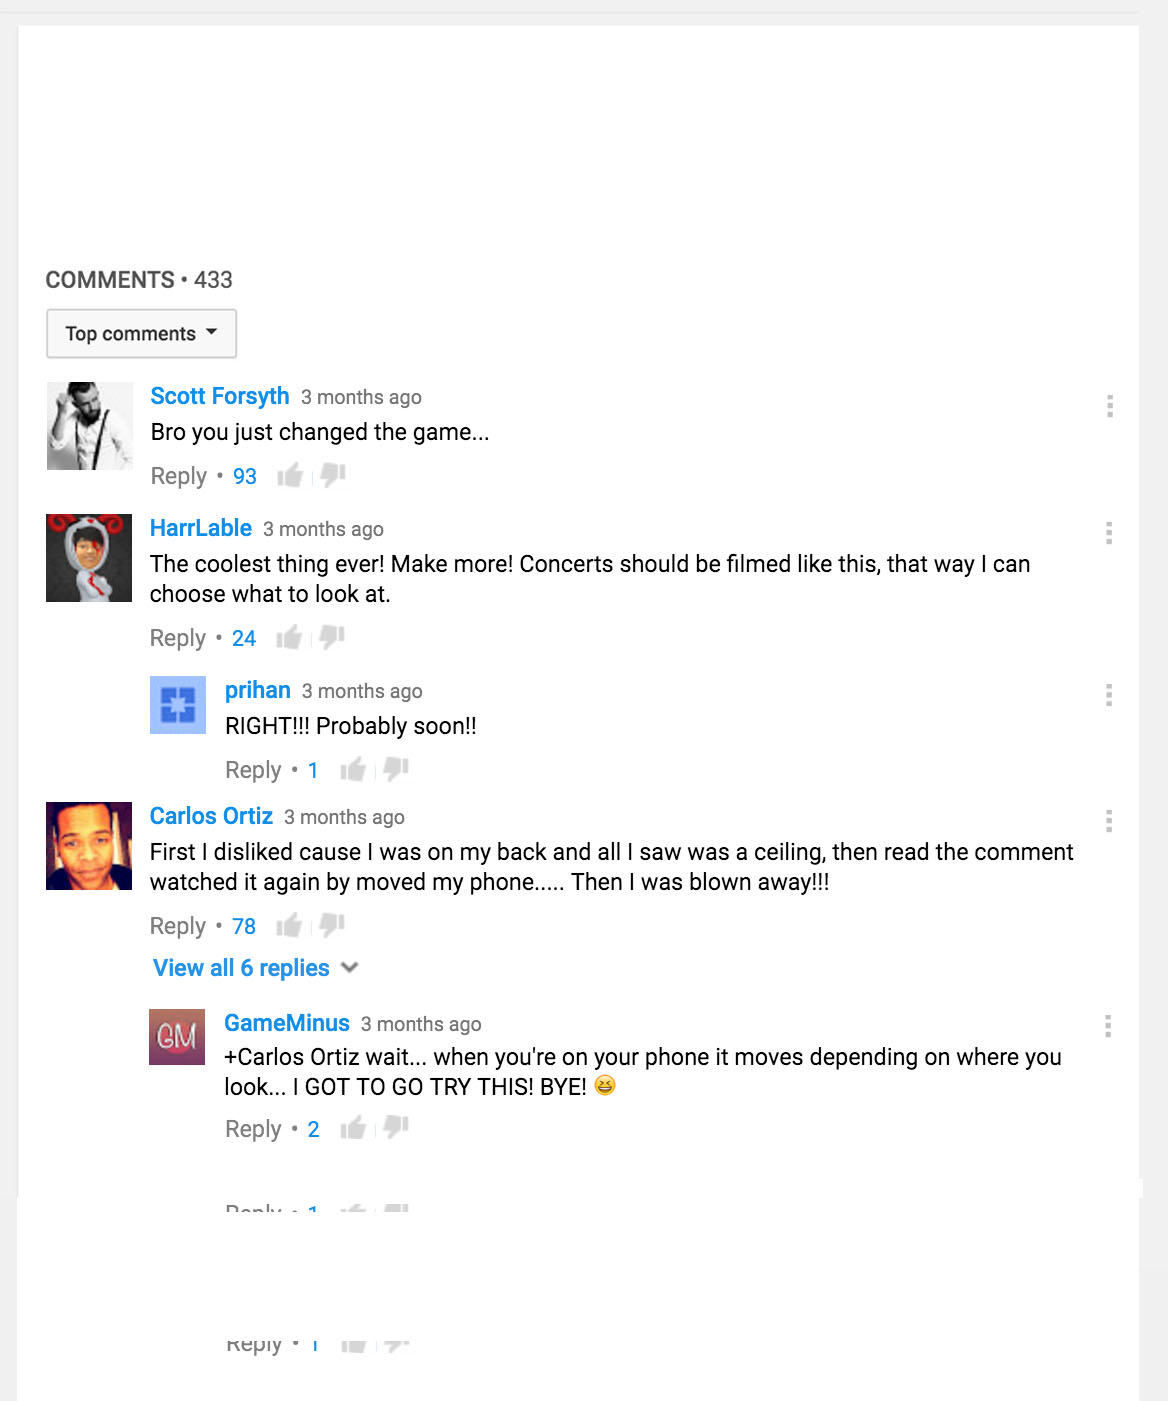 COMMENTS • 433
Top comments
Scott Forsyth 3 months ago
Bro you just changed the game...
Reply • 93
HarrLable 3 months ago
The coolest thing ever! Make more! Concerts should be filmed like this, that way I can
choose what to look at.
Reply • 24
prihan 3 months ago
RIGHT!!! Probably soon!!
Reply • 1
Carlos Ortiz 3 months ago
First I disliked cause I was on my back and all I saw was a ceiling, then read the comment
watched it again by moved my phone..... Then I was blown away!!!
Reply • 78
View all 6 replies
GM
GameMinus 3 months ago
+Carlos Ortiz wait... when you're on your phone it moves depending on where you
look... I GOT TO GO TRY THIS! BYE! 😆
Reply • 2
Reply • 1
Reply • 1